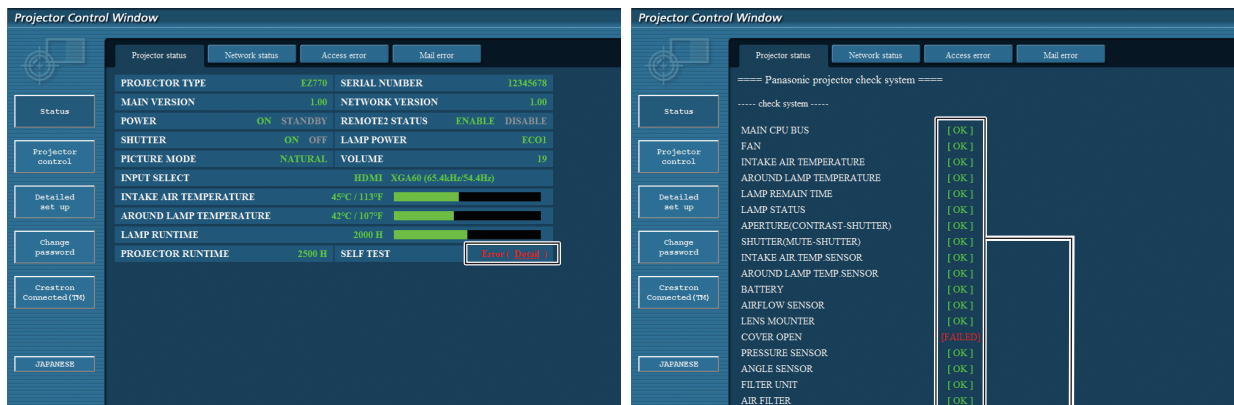 Projector Control Window
Projector status Network status Access error Mail error
Status
Projector control
Detailed set up
Change password
Crestron Connected(TM)
JAPANESE
PROJECTOR TYPE EZ770 SERIAL NUMBER 12345678
MAIN VERSION 1.00 NETWORK VERSION 1.00
POWER ON STANDBY REMOTE2 STATUS ENABLE DISABLE
SHUTTER ON OFF LAMP POWER ECO1
PICTURE MODE NATURAL VOLUME 19
INPUT SELECT HDMI XGA60 (65.4kHz/54.4Hz)
INTAKE AIR TEMPERATURE 45°C / 113°F
AROUND LAMP TEMPERATURE 42°C / 107°F
LAMP RUNTIME 2000 H
PROJECTOR RUNTIME 2500 H SELF TEST Error ( Detail )
Projector Control Window
Projector status Network status Access error Mail error
Status
Projector control
Detailed set up
Change password
Crestron Connected(TM)
JAPANESE
==== Panasonic projector check system ====
----- check system -----
MAIN CPU BUS [ OK ]
FAN [ OK ]
INTAKE AIR TEMPERATURE [ OK ]
AROUND LAMP TEMPERATURE [ OK ]
LAMP REMAIN TIME [ OK ]
LAMP STATUS [ OK ]
APERTURE(CONTRAST-SHUTTER) [ OK ]
SHUTTER(MUTE-SHUTTER) [ OK ]
INTAKE AIR TEMP.SENSOR [ OK ]
AROUND LAMP TEMP.SENSOR [ OK ]
BATTERY [ OK ]
AIRFLOW SENSOR [ OK ]
LENS MOUNTER [ OK ]
COVER OPEN [FAILED]
PRESSURE SENSOR [ OK ]
ANGLE SENSOR [ OK ]
FILTER UNIT [ OK ]
AIR FILTER [ OK ]